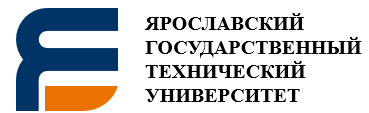 ЯРОСЛАВСКИЙ
ГОСУДАРСТВЕННЫЙ
ТЕХНИЧЕСКИЙ
УНИВЕРСИТЕТ